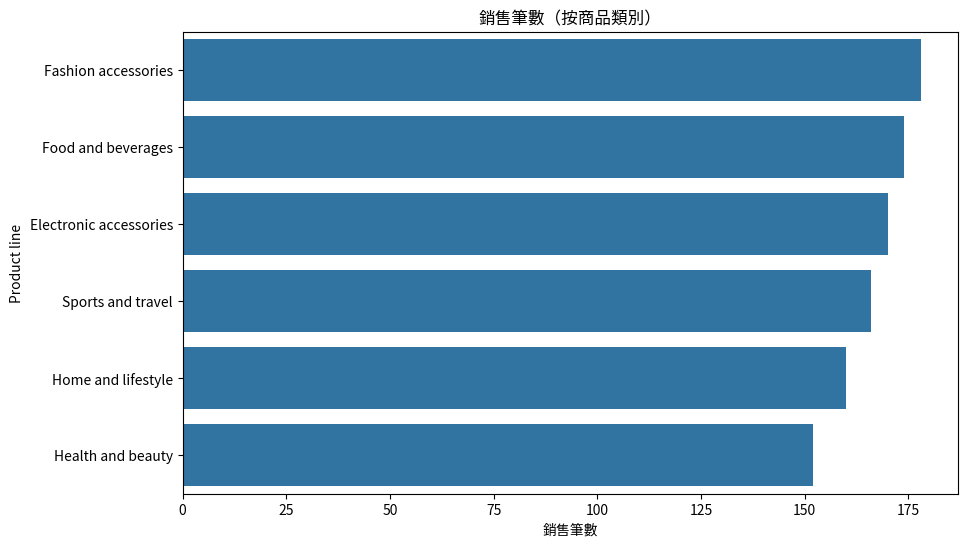 銷售筆數（按商品類別）
Fashion accessories
Food and beverages
Electronic accessories
Sports and travel
Home and lifestyle
Health and beauty
Product line
0 25 50 75 100 125 150 175
銷售筆數